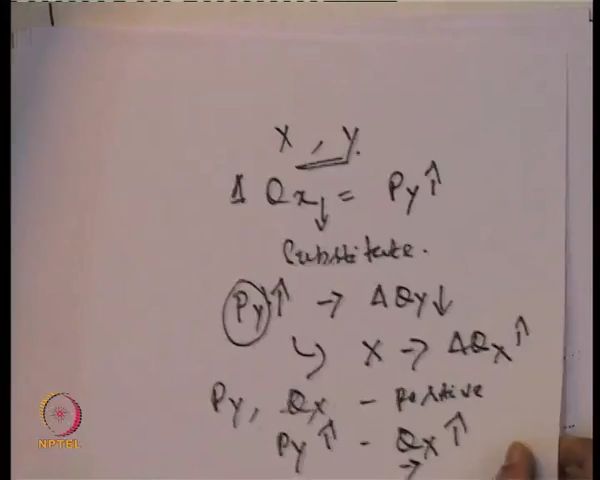 X , Y.
Δ Qx = Py↑
↓
Substitute.
Py↑ → ΔQy↓
↳ X → ΔQx↑
Py, Qx - positive
Py↑ - Qx↑
→
NPTEL